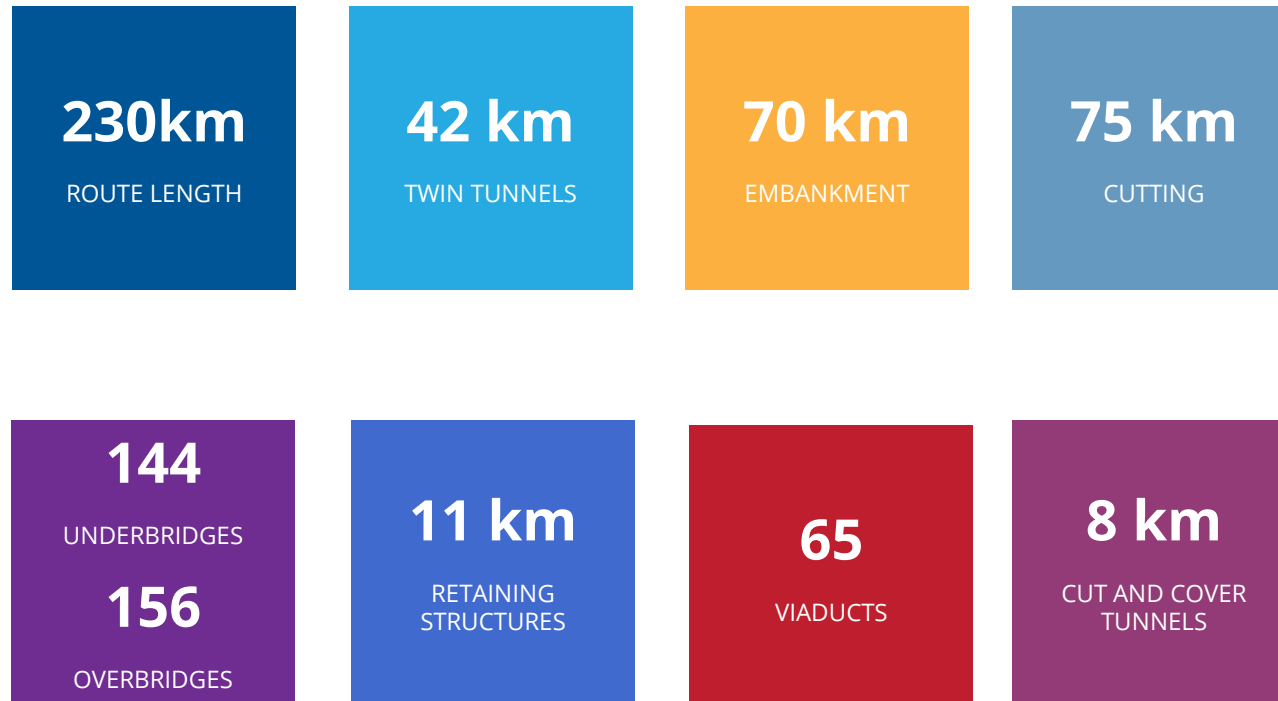 230km
ROUTE LENGTH
42 km
TWIN TUNNELS
70 km
EMBANKMENT
75 km
CUTTING
144
UNDERBRIDGES
156
OVERBRIDGES
11 km
RETAINING
STRUCTURES
65
VIADUCTS
8 km
CUT AND COVER
TUNNELS